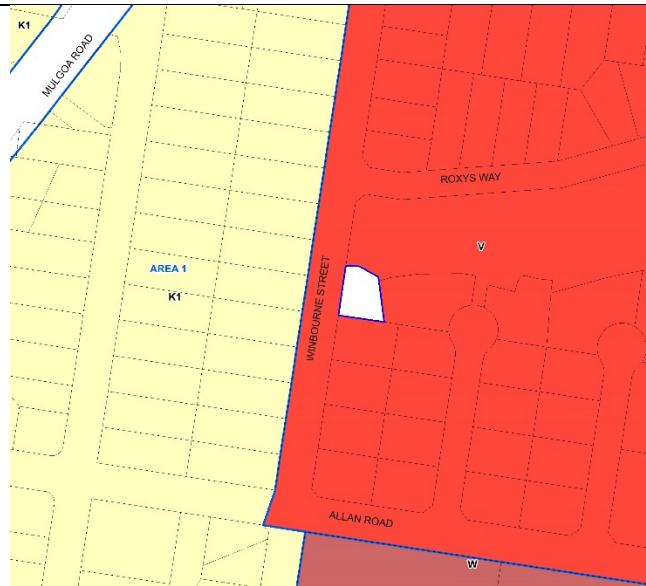 K1
MULGOA ROAD
ROXYS WAY
V
AREA 1
K1
WINBOURNE STREET
ALLAN ROAD
W